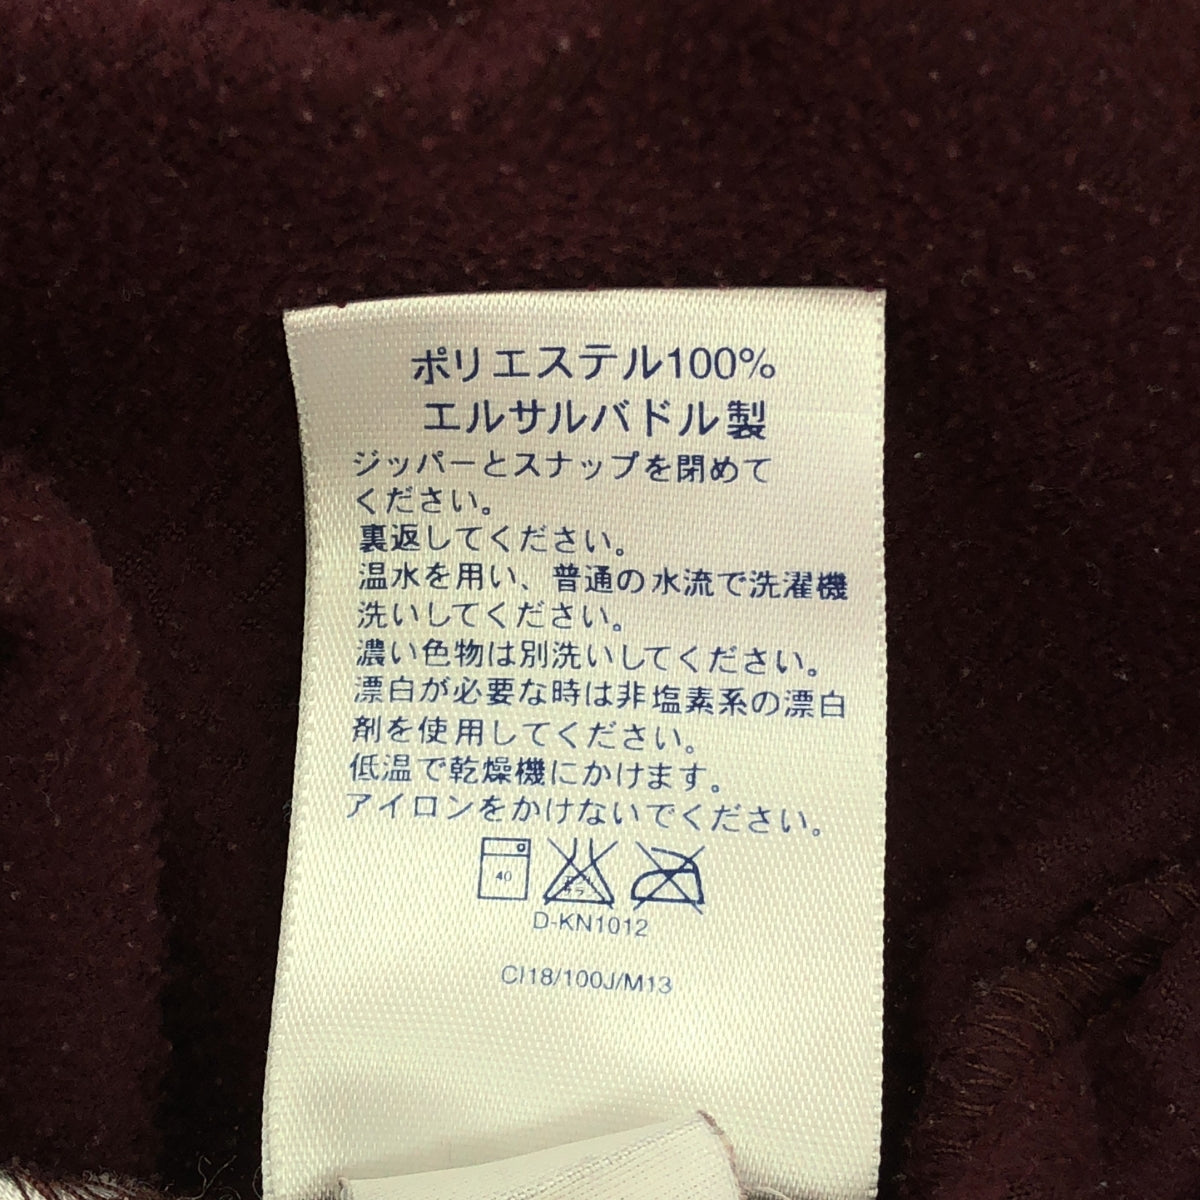 ポリエステル100%
エルサルバドル製
ジッパーとスナップを閉めて
ください。
裏返してください。
温水を用い、普通の水流で洗濯機
洗いしてください。
濃い色物は別洗いしてください。
漂白が必要な時は非塩素系の漂白
剤を使用してください。
低温で乾燥機にかけます。
アイロンをかけないでください。
40
D-KN1012
CI18/100J/M13